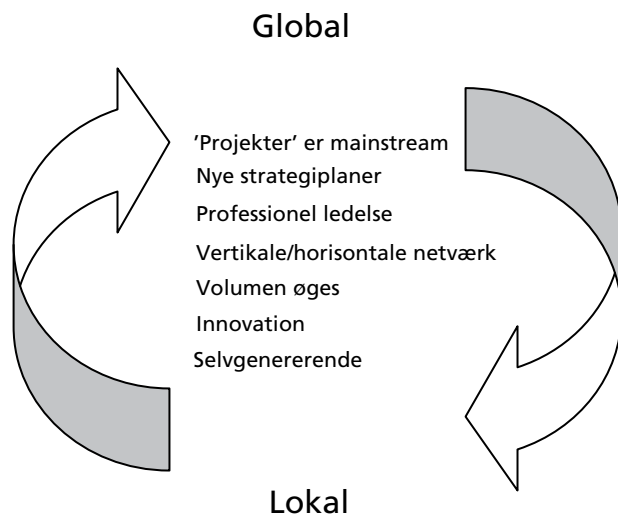 Global
’Projekter’ er mainstream
Nye strategiplaner
Professionel ledelse
Vertikale/horisontale netværk
Volumen øges
Innovation
Selvgenererende
Lokal